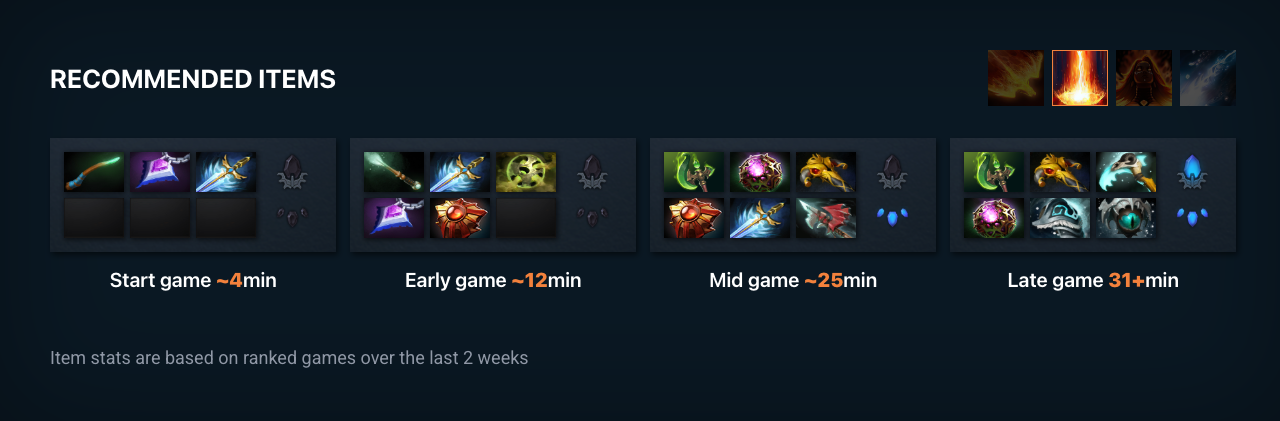 RECOMMENDED ITEMS
Start game ~4min
Early game ~12min
Mid game ~25min
Late game 31+min
Item stats are based on ranked games over the last 2 weeks